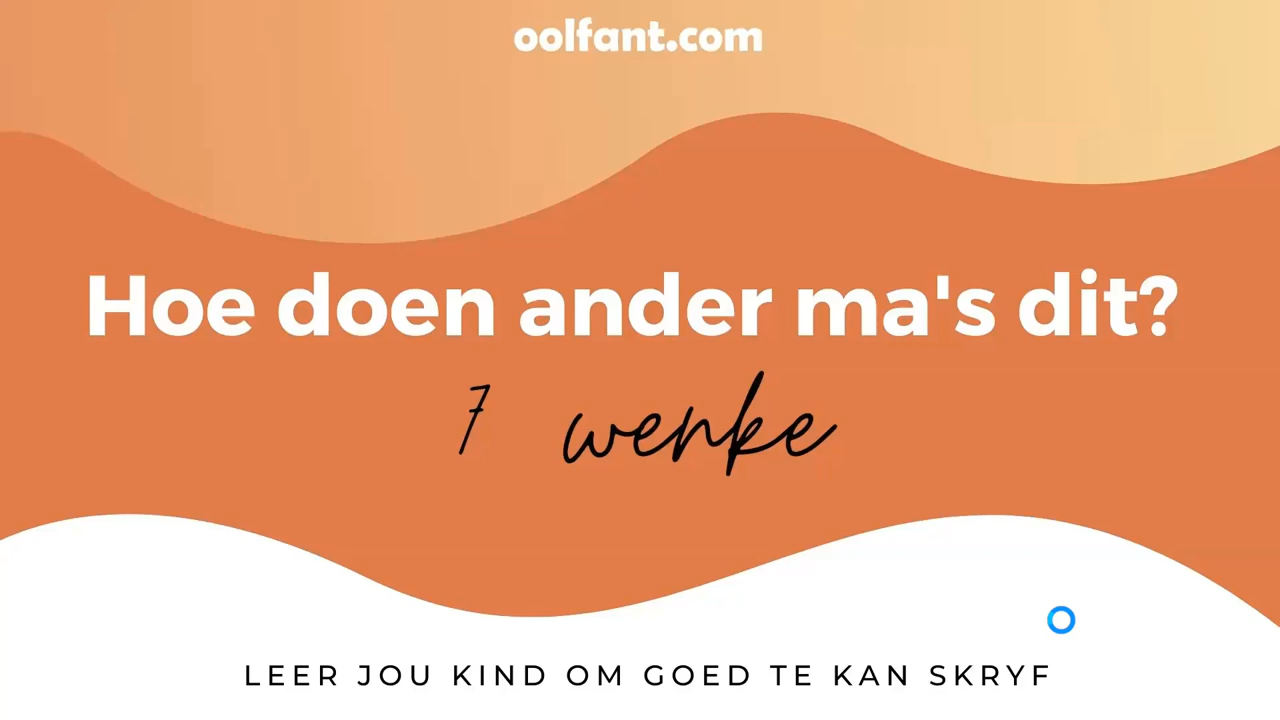 oolfant.com
Hoe doen ander ma's dit?
7 wenke
LEER JOU KIND OM GOED TE KAN SKRYF